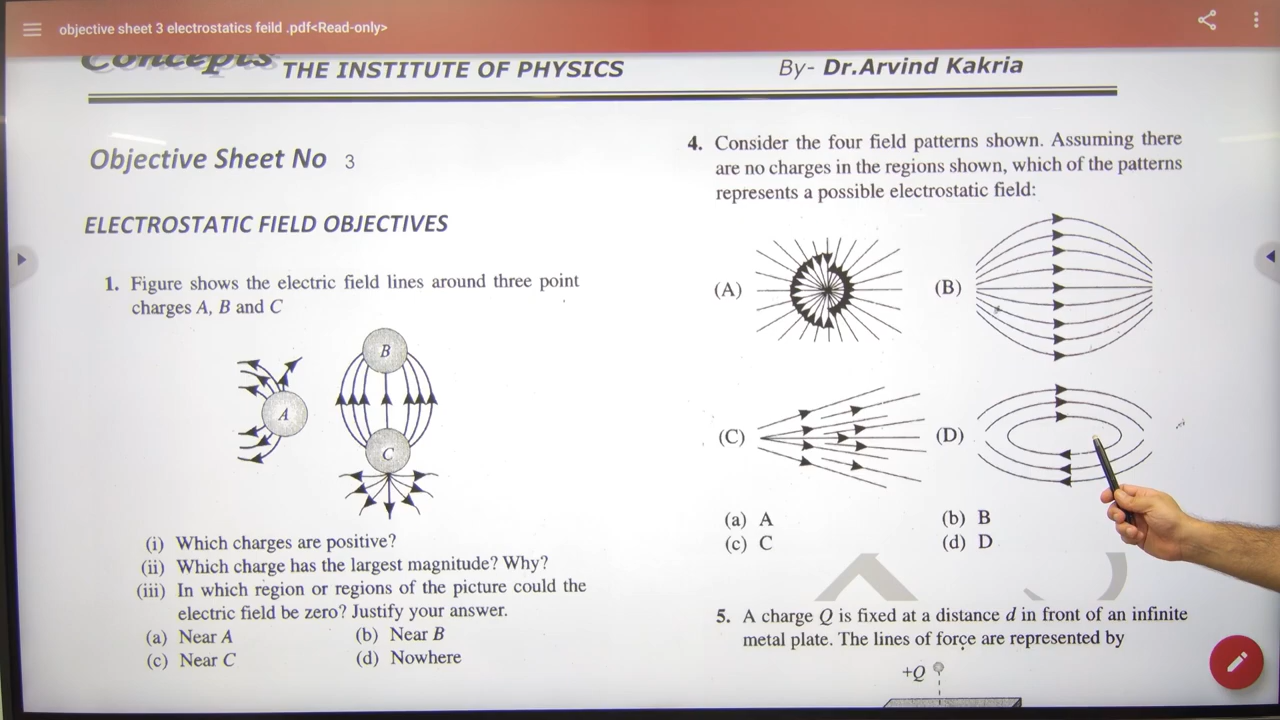 objective sheet 3 electrostatics feild .pdf<Read-only>
Concepts THE INSTITUTE OF PHYSICS By- Dr.Arvind Kakria
Objective Sheet No 3
ELECTROSTATIC FIELD OBJECTIVES
1. Figure shows the electric field lines around three point
charges A, B and C
B
A
C
(i) Which charges are positive?
(ii) Which charge has the largest magnitude? Why?
(iii) In which region or regions of the picture could the
electric field be zero? Justify your answer.
(a) Near A (b) Near B
(c) Near C (d) Nowhere
4. Consider the four field patterns shown. Assuming there
are no charges in the regions shown, which of the patterns
represents a possible electrostatic field:
(A) (B)
(C) (D)
(a) A (b) B
(c) C (d) D
5. A charge Q is fixed at a distance d in front of an infinite
metal plate. The lines of force are represented by
+Q